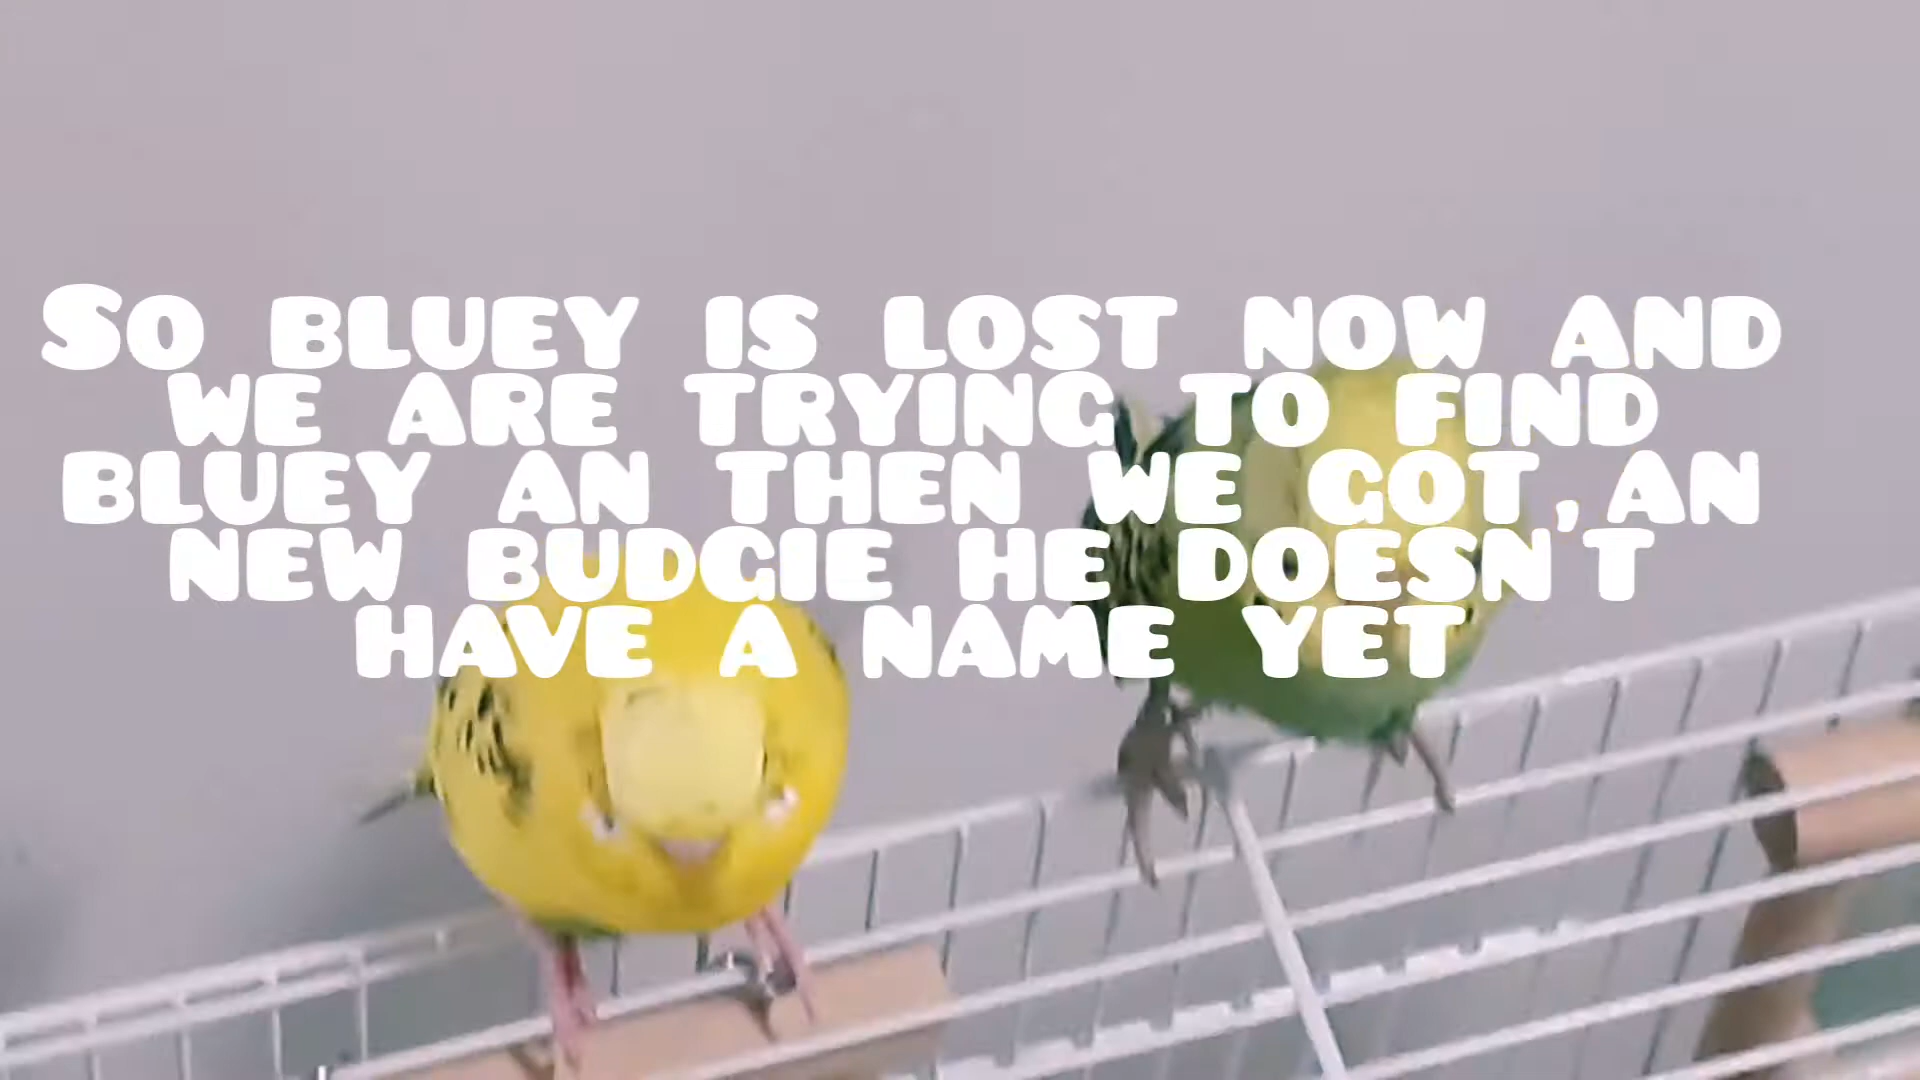 So bluey is lost now and
we are trying to find
bluey an then we got,an
new budgie he doesn't
have a name yet